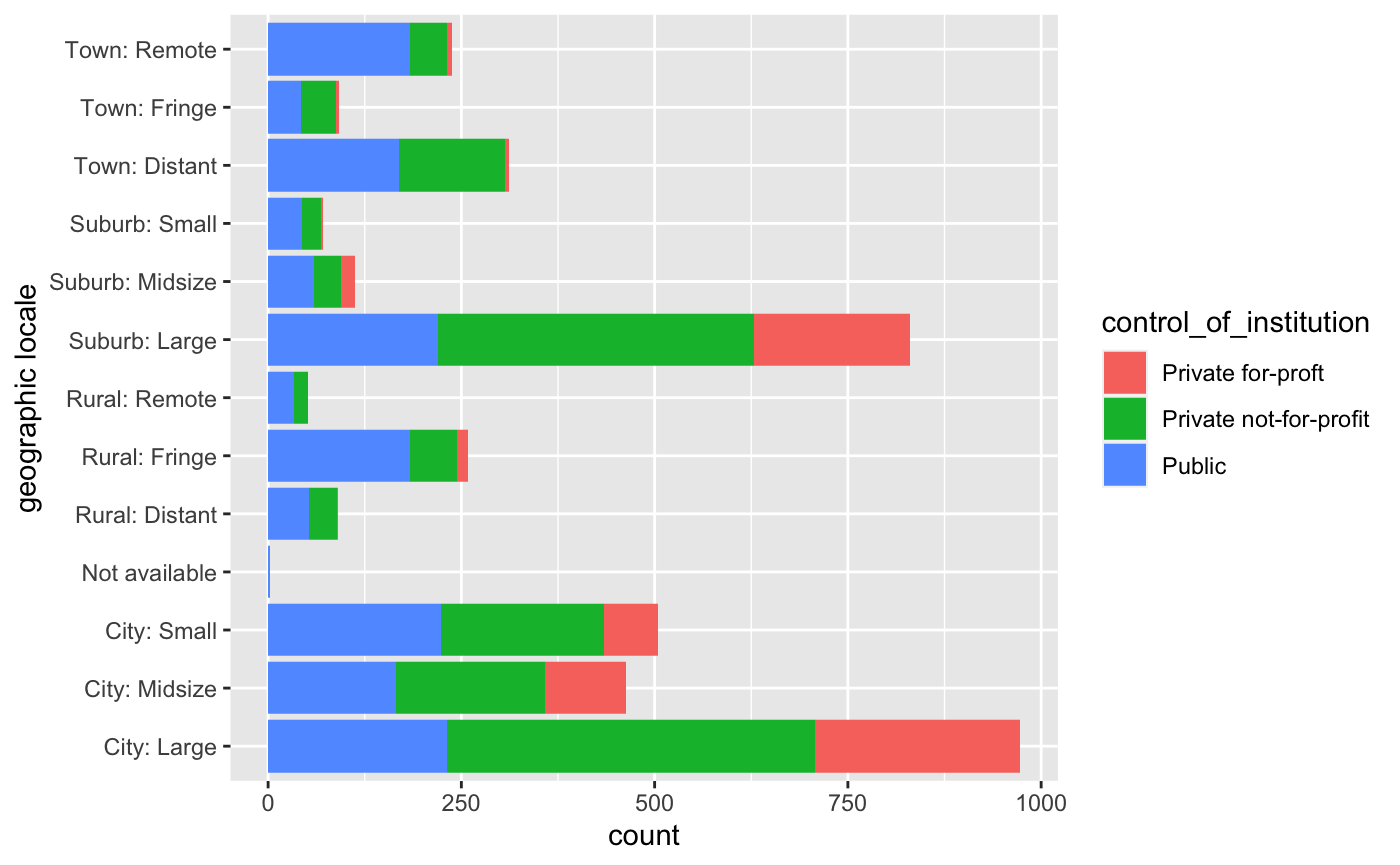 Town: Remote
Town: Fringe
Town: Distant
Suburb: Small
Suburb: Midsize
Suburb: Large
Rural: Remote
Rural: Fringe
Rural: Distant
Not available
City: Small
City: Midsize
City: Large
geographic locale
0 250 500 750 1000
count
control_of_institution
Private for-proft
Private not-for-profit
Public